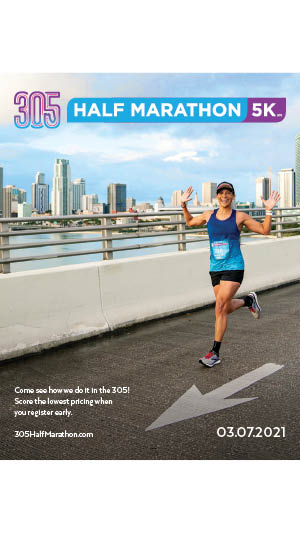 305 HALF MARATHON 5K
Come see how we do it in the 305!
Score the lowest pricing when
you register early.
305HalfMarathon.com
03.07.2021